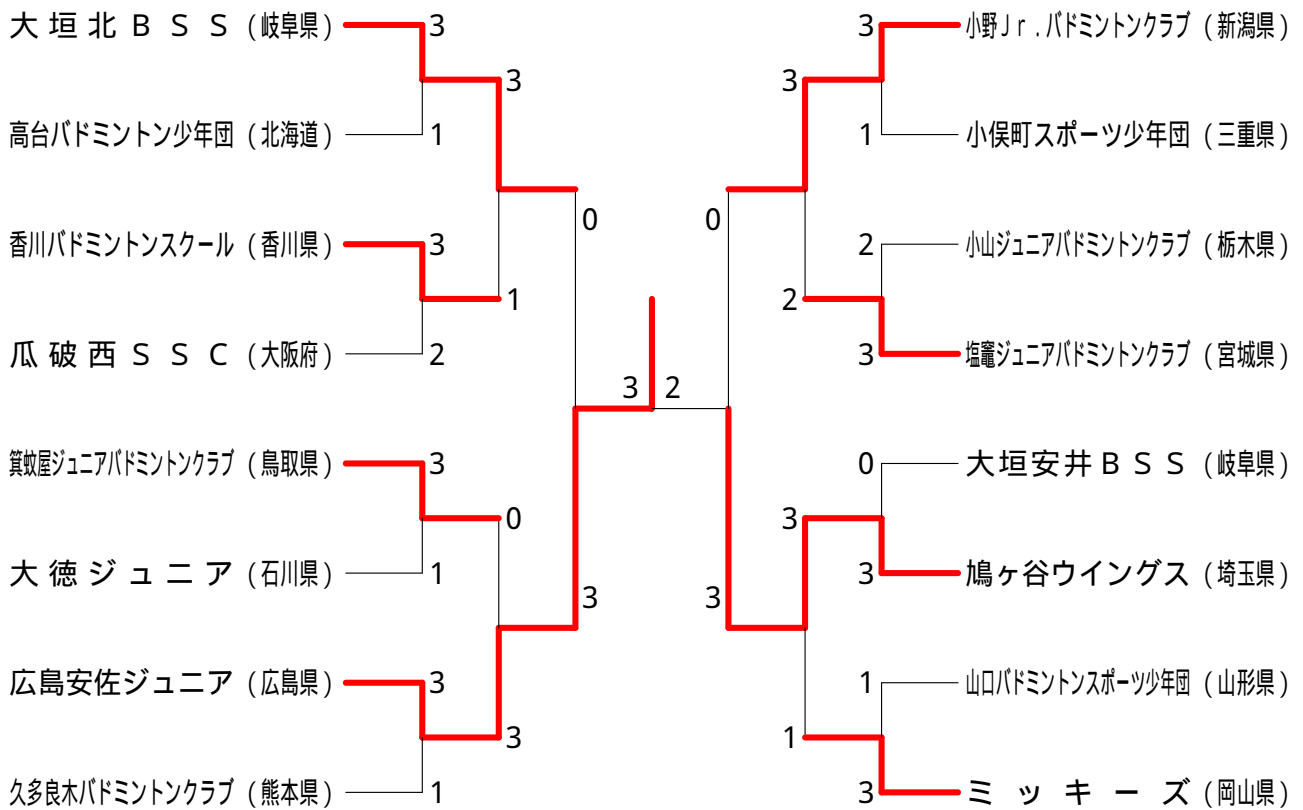 大垣北ＢＳＳ (岐阜県) 3
3
高台バドミントン少年団 (北海道) 1
0
香川バドミントンスクール (香川県) 3
1
瓜破西ＳＳＣ (大阪府) 2
3 2
箕蚊屋ジュニアバドミントンクラブ (鳥取県) 3
0
大徳ジュニア (石川県) 1
3
広島安佐ジュニア (広島県) 3
3
久多良木バドミントンクラブ (熊本県) 1
3 小野Ｊｒ．バドミントンクラブ (新潟県)
3
1 小俣町スポーツ少年団 (三重県)
0
2 小山ジュニアバドミントンクラブ (栃木県)
2
3 塩竈ジュニアバドミントンクラブ (宮城県)
0 大垣安井ＢＳＳ (岐阜県)
3
3 鳩ヶ谷ウイングス (埼玉県)
3
1 山口バドミントンスポーツ少年団 (山形県)
1
3 ミッキーズ (岡山県)